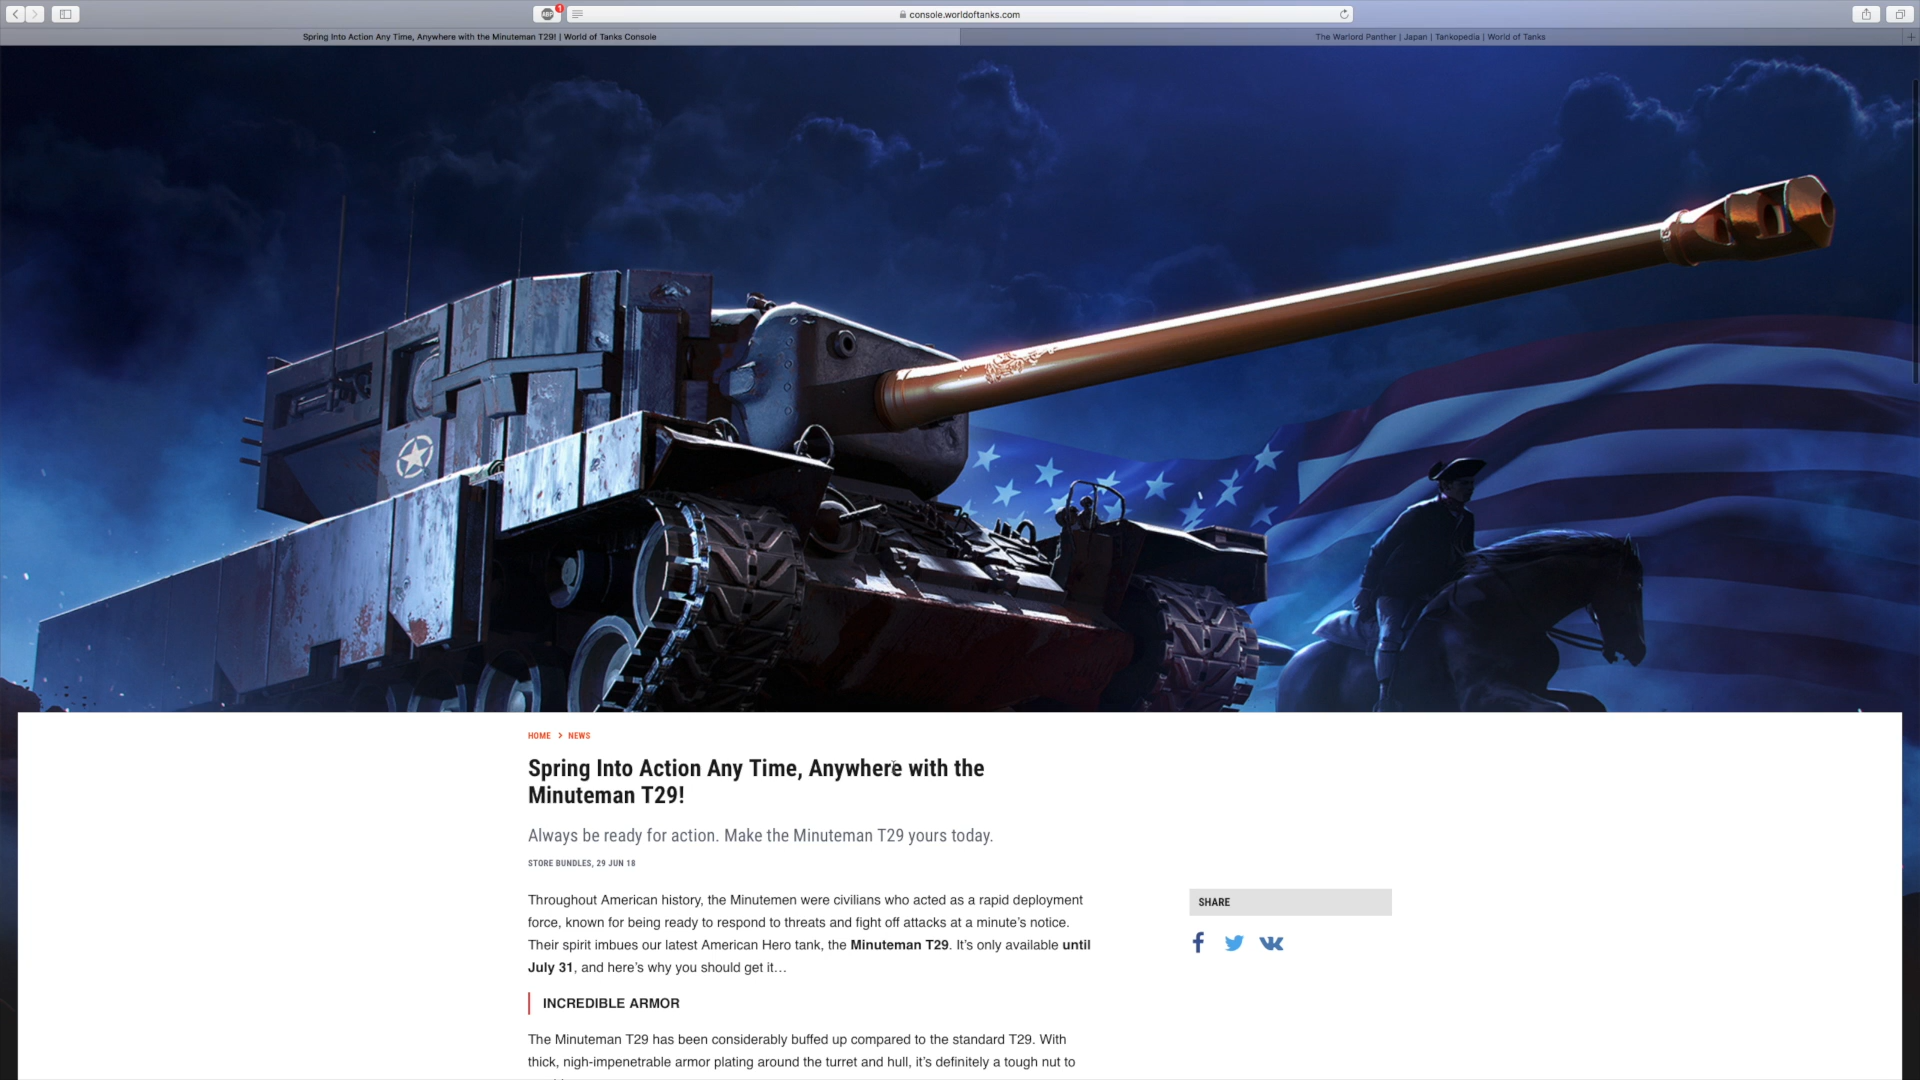 ABP
1
console.worldoftanks.com
Spring Into Action Any Time, Anywhere with the Minuteman T29! | World of Tanks Console
The Warlord Panther | Japan | Tankopedia | World of Tanks
HOME > NEWS
Spring Into Action Any Time, Anywhere with the
Minuteman T29!
Always be ready for action. Make the Minuteman T29 yours today.
STORE BUNDLES, 29 JUN 18
Throughout American history, the Minutemen were civilians who acted as a rapid deployment
force, known for being ready to respond to threats and fight off attacks at a minute's notice.
Their spirit imbues our latest American Hero tank, the Minuteman T29. It's only available until
July 31, and here's why you should get it…
INCREDIBLE ARMOR
The Minuteman T29 has been considerably buffed up compared to the standard T29. With
thick, nigh-impenetrable armor plating around the turret and hull, it's definitely a tough nut to
SHARE